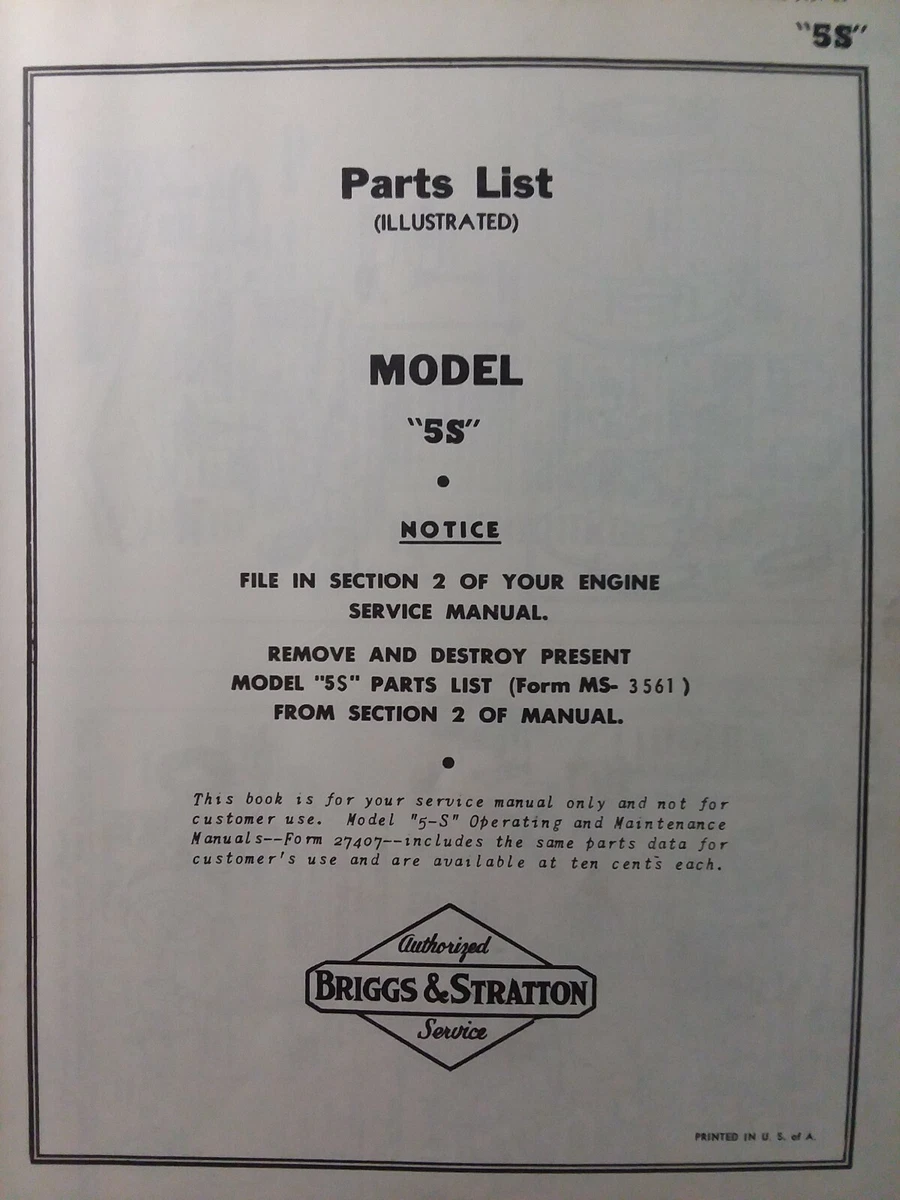 "5S"
Parts List
(ILLUSTRATED)
MODEL
"5S"
•
NOTICE
FILE IN SECTION 2 OF YOUR ENGINE
SERVICE MANUAL.
REMOVE AND DESTROY PRESENT
MODEL "5S" PARTS LIST (Form MS- 3561)
FROM SECTION 2 OF MANUAL.
•
This book is for your service manual only and not for
customer use. Model "5-S" Operating and Maintenance
Manuals--Form 27407--includes the same parts data for
customer's use and are available at ten cents each.
Authorized
BRIGGS & STRATTON
Service
PRINTED IN U. S. of A.